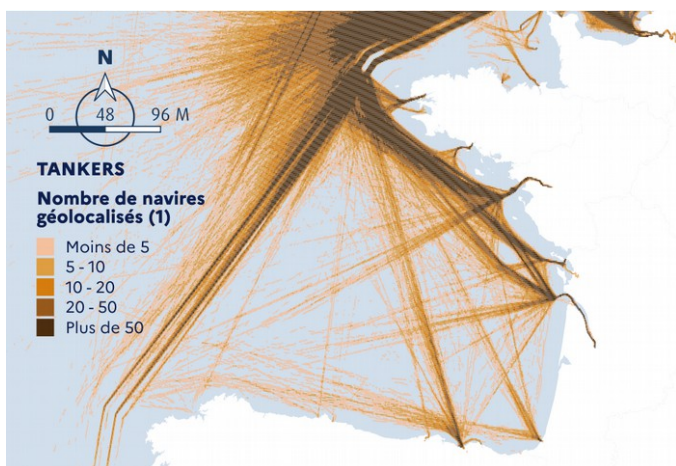 N
0 48 96 M
TANKERS
Nombre de navires
géolocalisés (1)
Moins de 5
5 - 10
10 - 20
20 - 50
Plus de 50